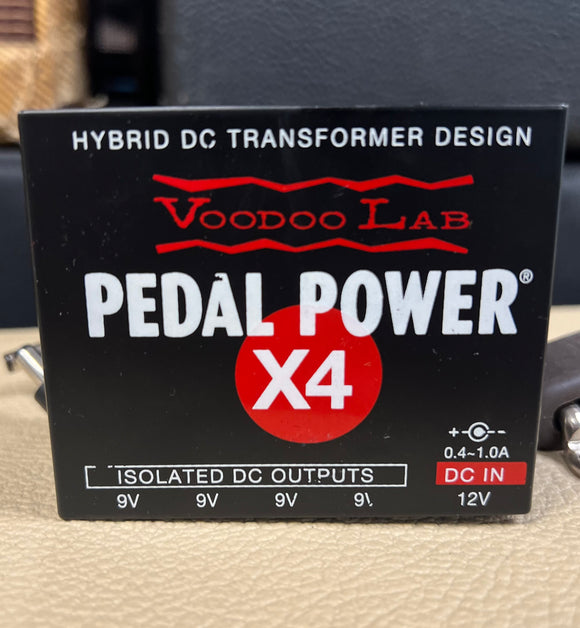 HYBRID DC TRANSFORMER DESIGN
VOODOO LAB
PEDAL POWER®
X4
0.4~1.0A
ISOLATED DC OUTPUTS
DC IN
9V 9V 9V 9\ 12V